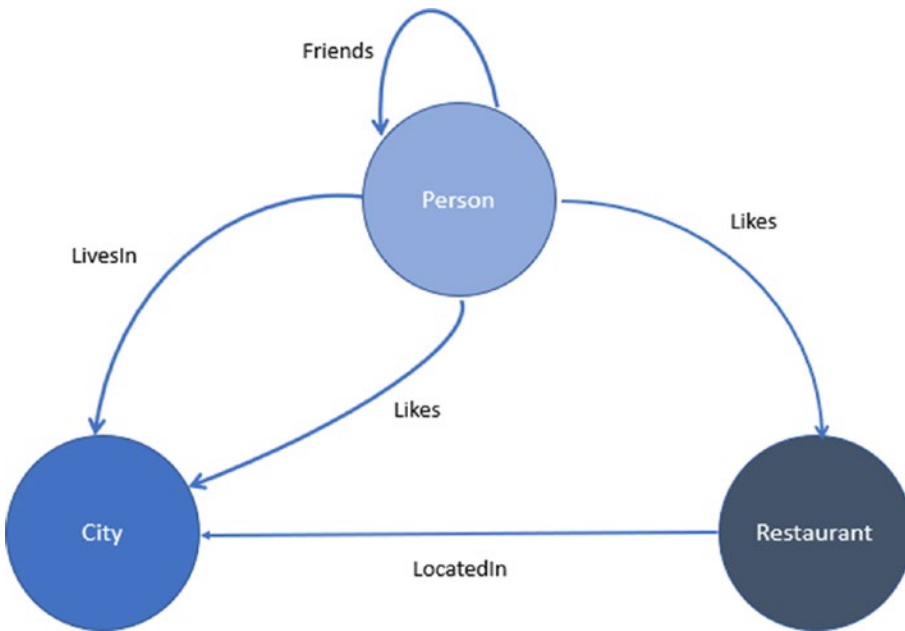 Friends
Person
Likes
LivesIn
Likes
City
Restaurant
LocatedIn